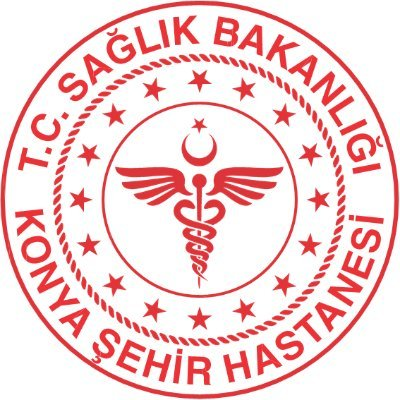 T.C. SAĞLIK BAKANLIĞI
KONYA ŞEHİR HASTANESİ